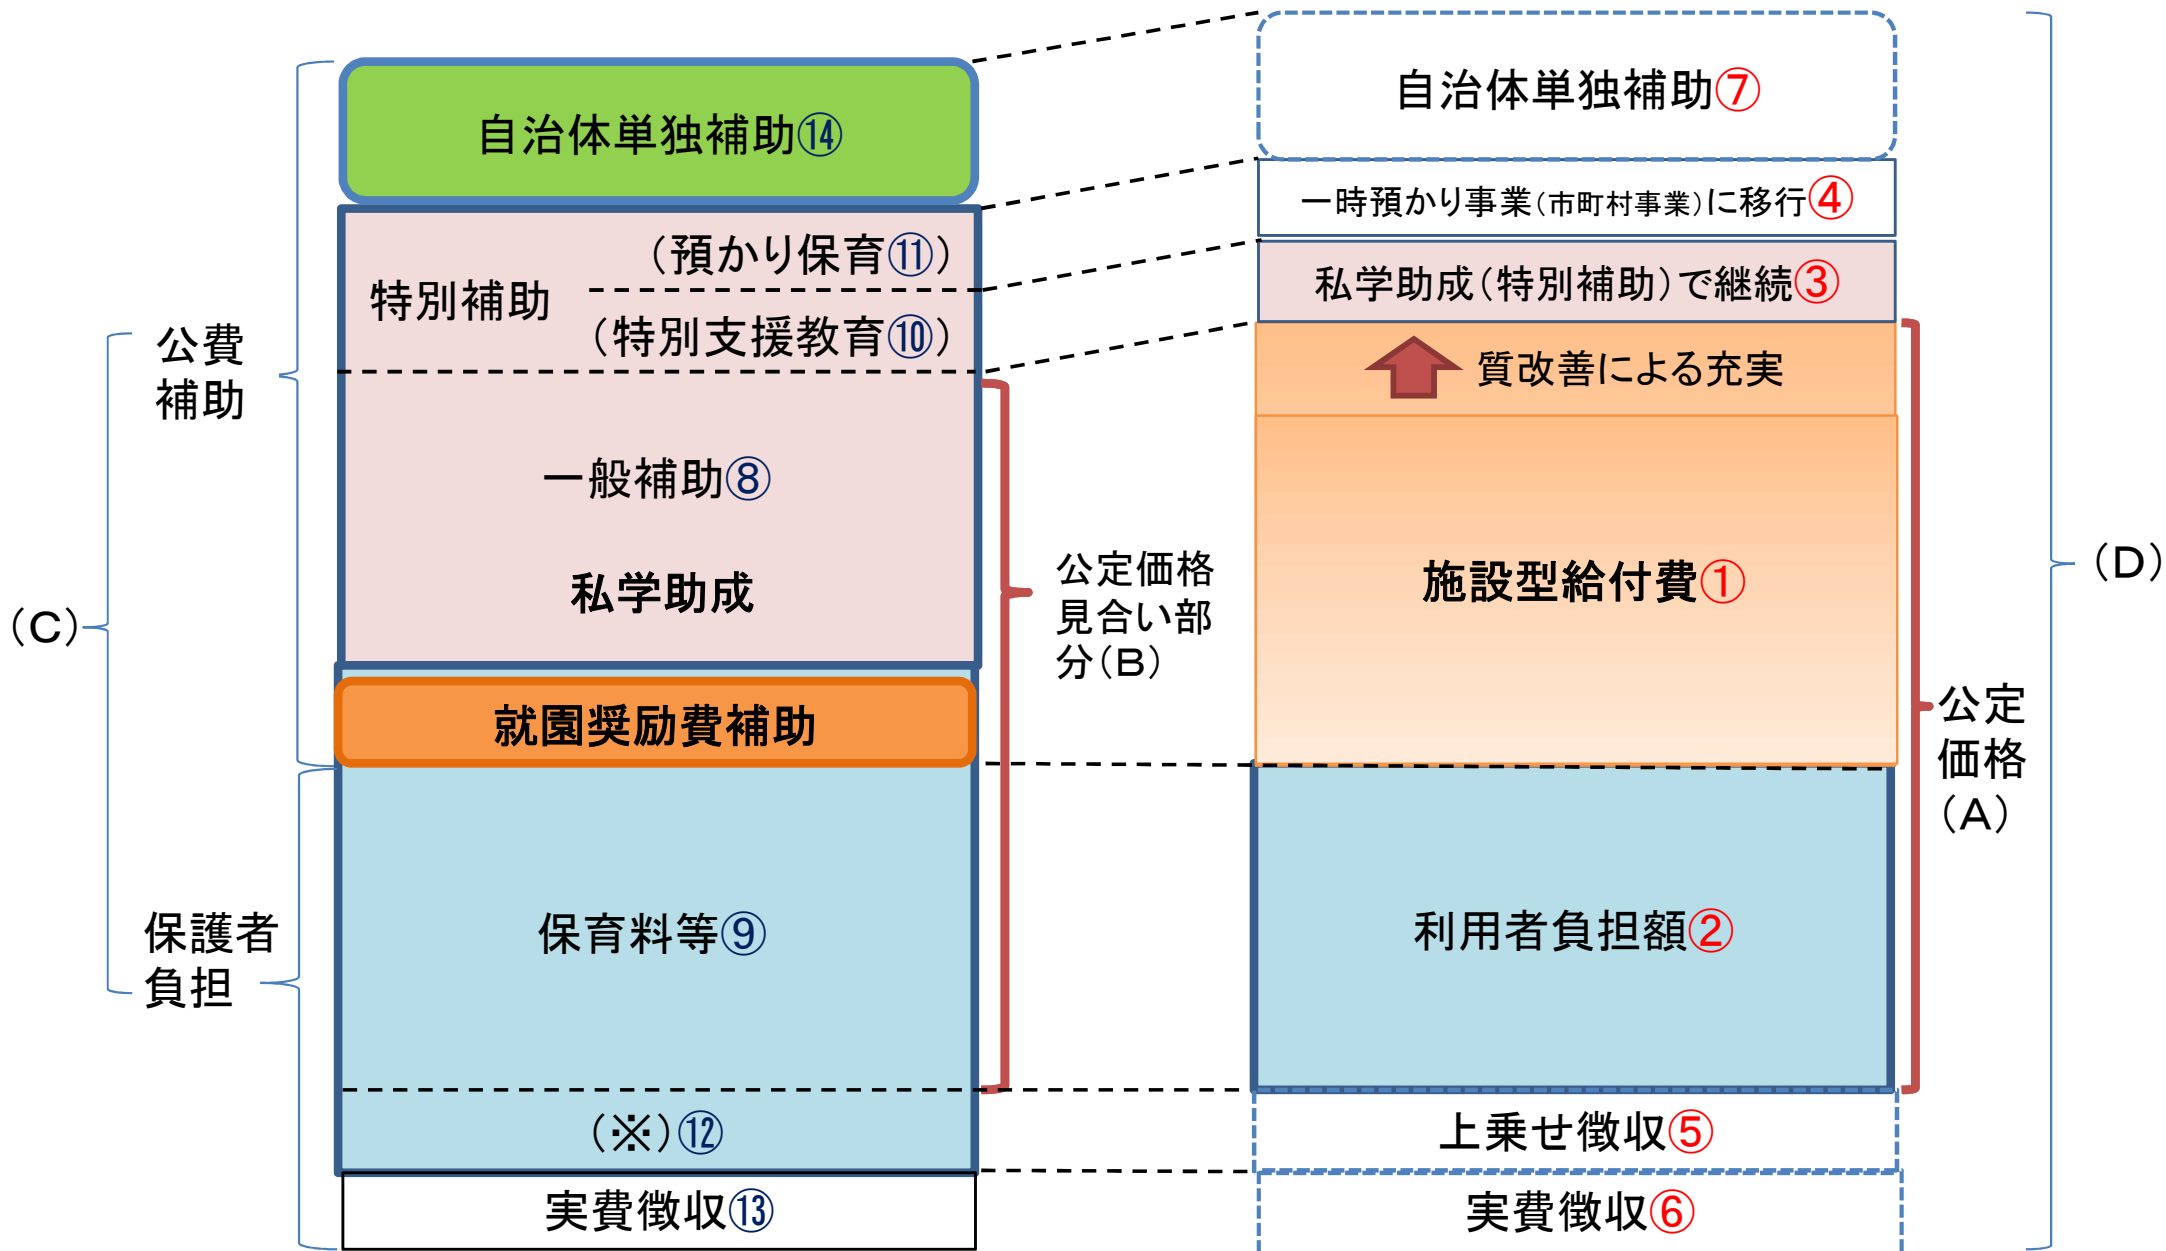 自治体単独補助⑭
特別補助
(預かり保育⑪)
(特別支援教育⑩)
一般補助⑧
私学助成
就園奨励費補助
保育料等⑨
(※)⑫
実費徴収⑬
公費
補助
(C)
保護者
負担
公定価格
見合い部
分(B)
自治体単独補助⑦
一時預かり事業(市町村事業)に移行④
私学助成(特別補助)で継続③
質改善による充実
施設型給付費①
利用者負担額②
上乗せ徴収⑤
実費徴収⑥
公定
価格
(A)
(D)